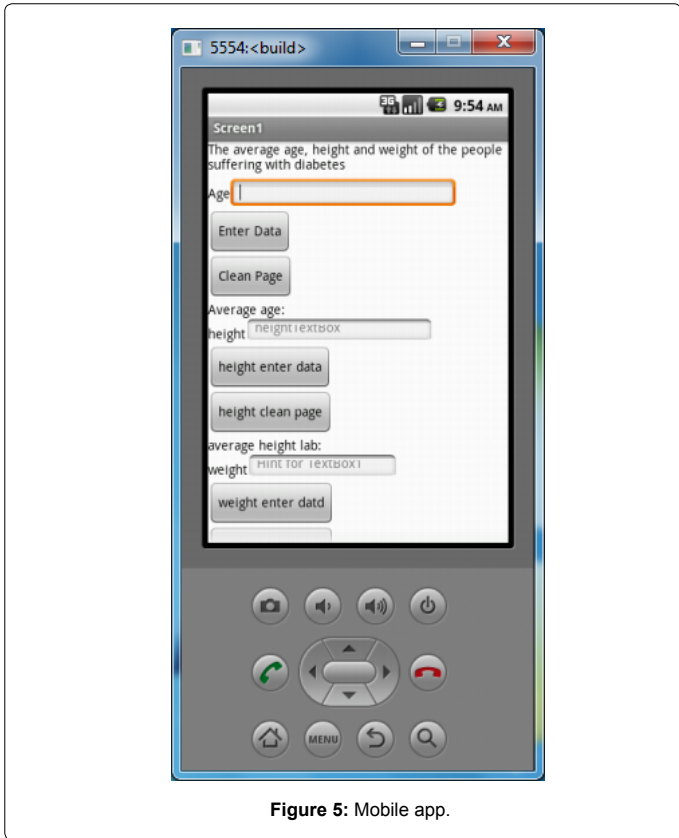 5554:<build>
3G
9:54 AM
Screen1
The average age, height and weight of the people
suffering with diabetes
Age
Enter Data
Clean Page
Average age:
height heightTextBox
height enter data
height clean page
average height lab:
weight Hint for TextBox1
weight enter datd
MENU
Figure 5: Mobile app.